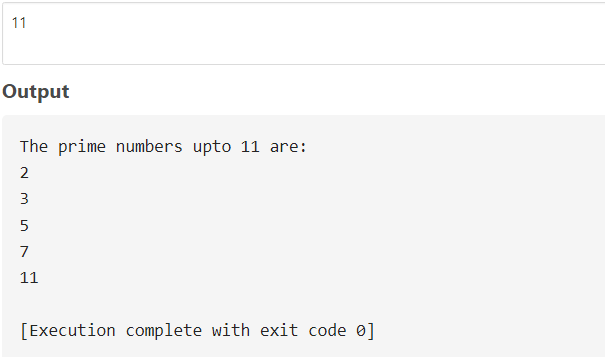 11
Output
The prime numbers upto 11 are:
2
3
5
7
11
[Execution complete with exit code 0]